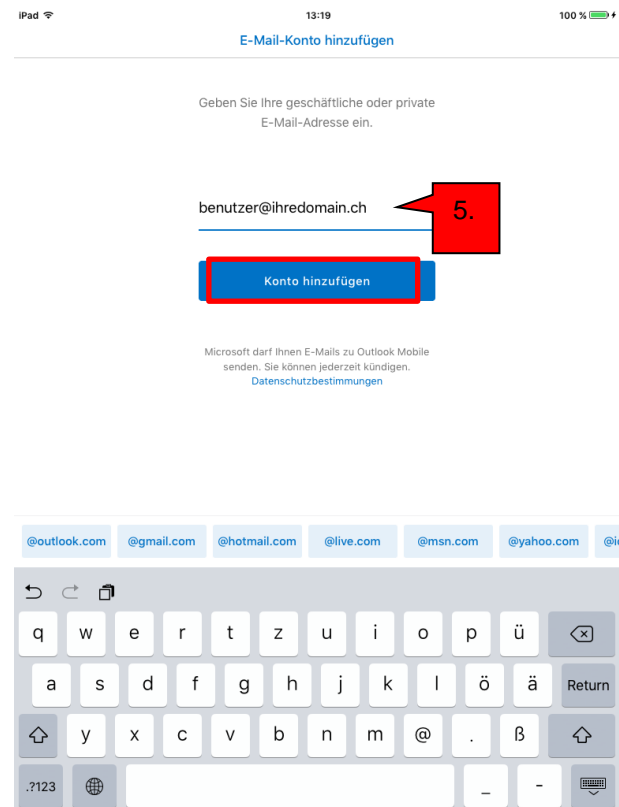 iPad 13:19 100 %
E-Mail-Konto hinzufügen
Geben Sie Ihre geschäftliche oder private
E-Mail-Adresse ein.
benutzer@ihredomain.ch 5.
Konto hinzufügen
Microsoft darf Ihnen E-Mails zu Outlook Mobile
senden. Sie können jederzeit kündigen.
Datenschutzbestimmungen
@outlook.com @gmail.com @hotmail.com @live.com @msn.com @yahoo.com @i
q w e r t z u i o p ü
a s d f g h j k l ö ä Return
y x c v b n m @ . ß
.?123 _ -